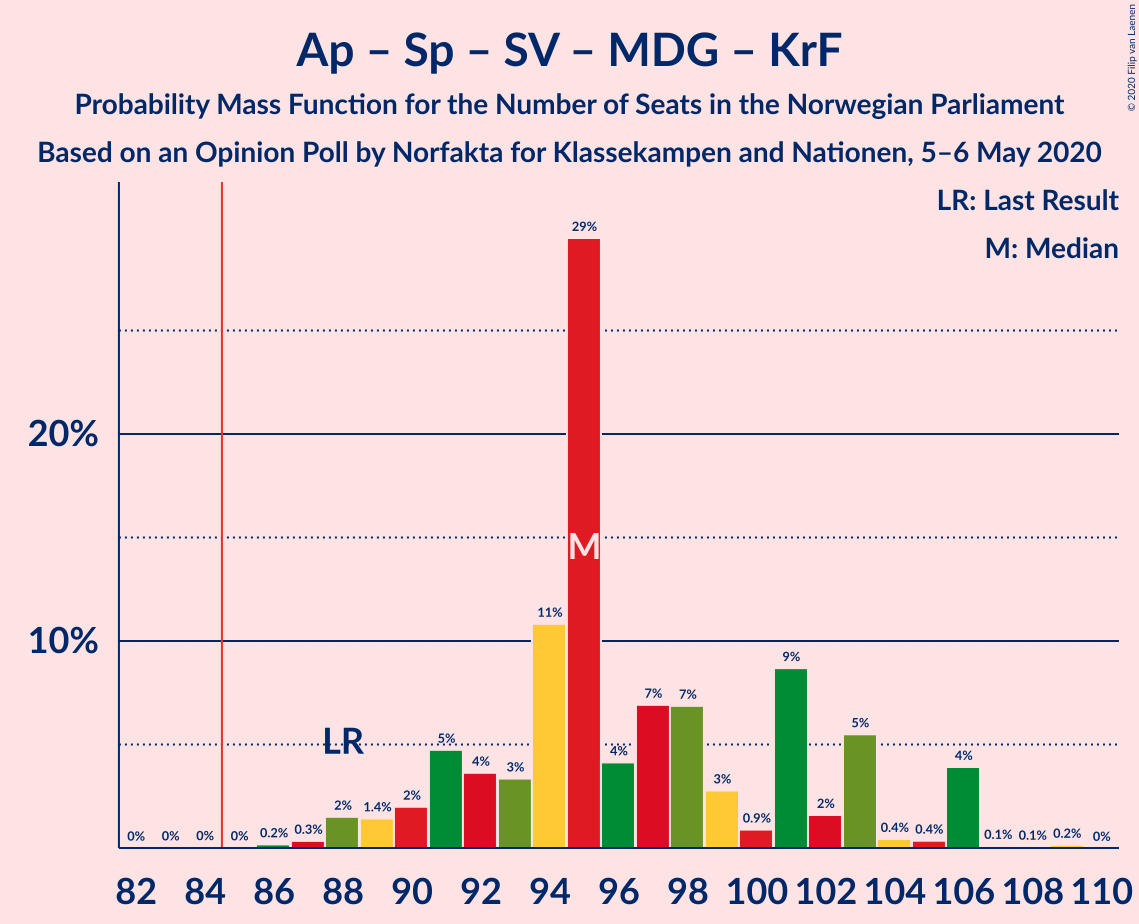 Ap – Sp – SV – MDG – KrF
Probability Mass Function for the Number of Seats in the Norwegian Parliament
Based on an Opinion Poll by Norfakta for Klassekampen and Nationen, 5–6 May 2020
© 2020 Filip van Laenen
LR: Last Result
M: Median
29%
20%
M
11%
10%
9%
7% 7%
LR
5% 4% 3% 4% 3% 5% 4%
0% 0% 0% 0% 0.2% 0.3% 2% 1.4% 2% 0.9% 2% 0.4% 0.4% 0.1% 0.1% 0.2% 0%
82 84 86 88 90 92 94 96 98 100 102 104 106 108 110